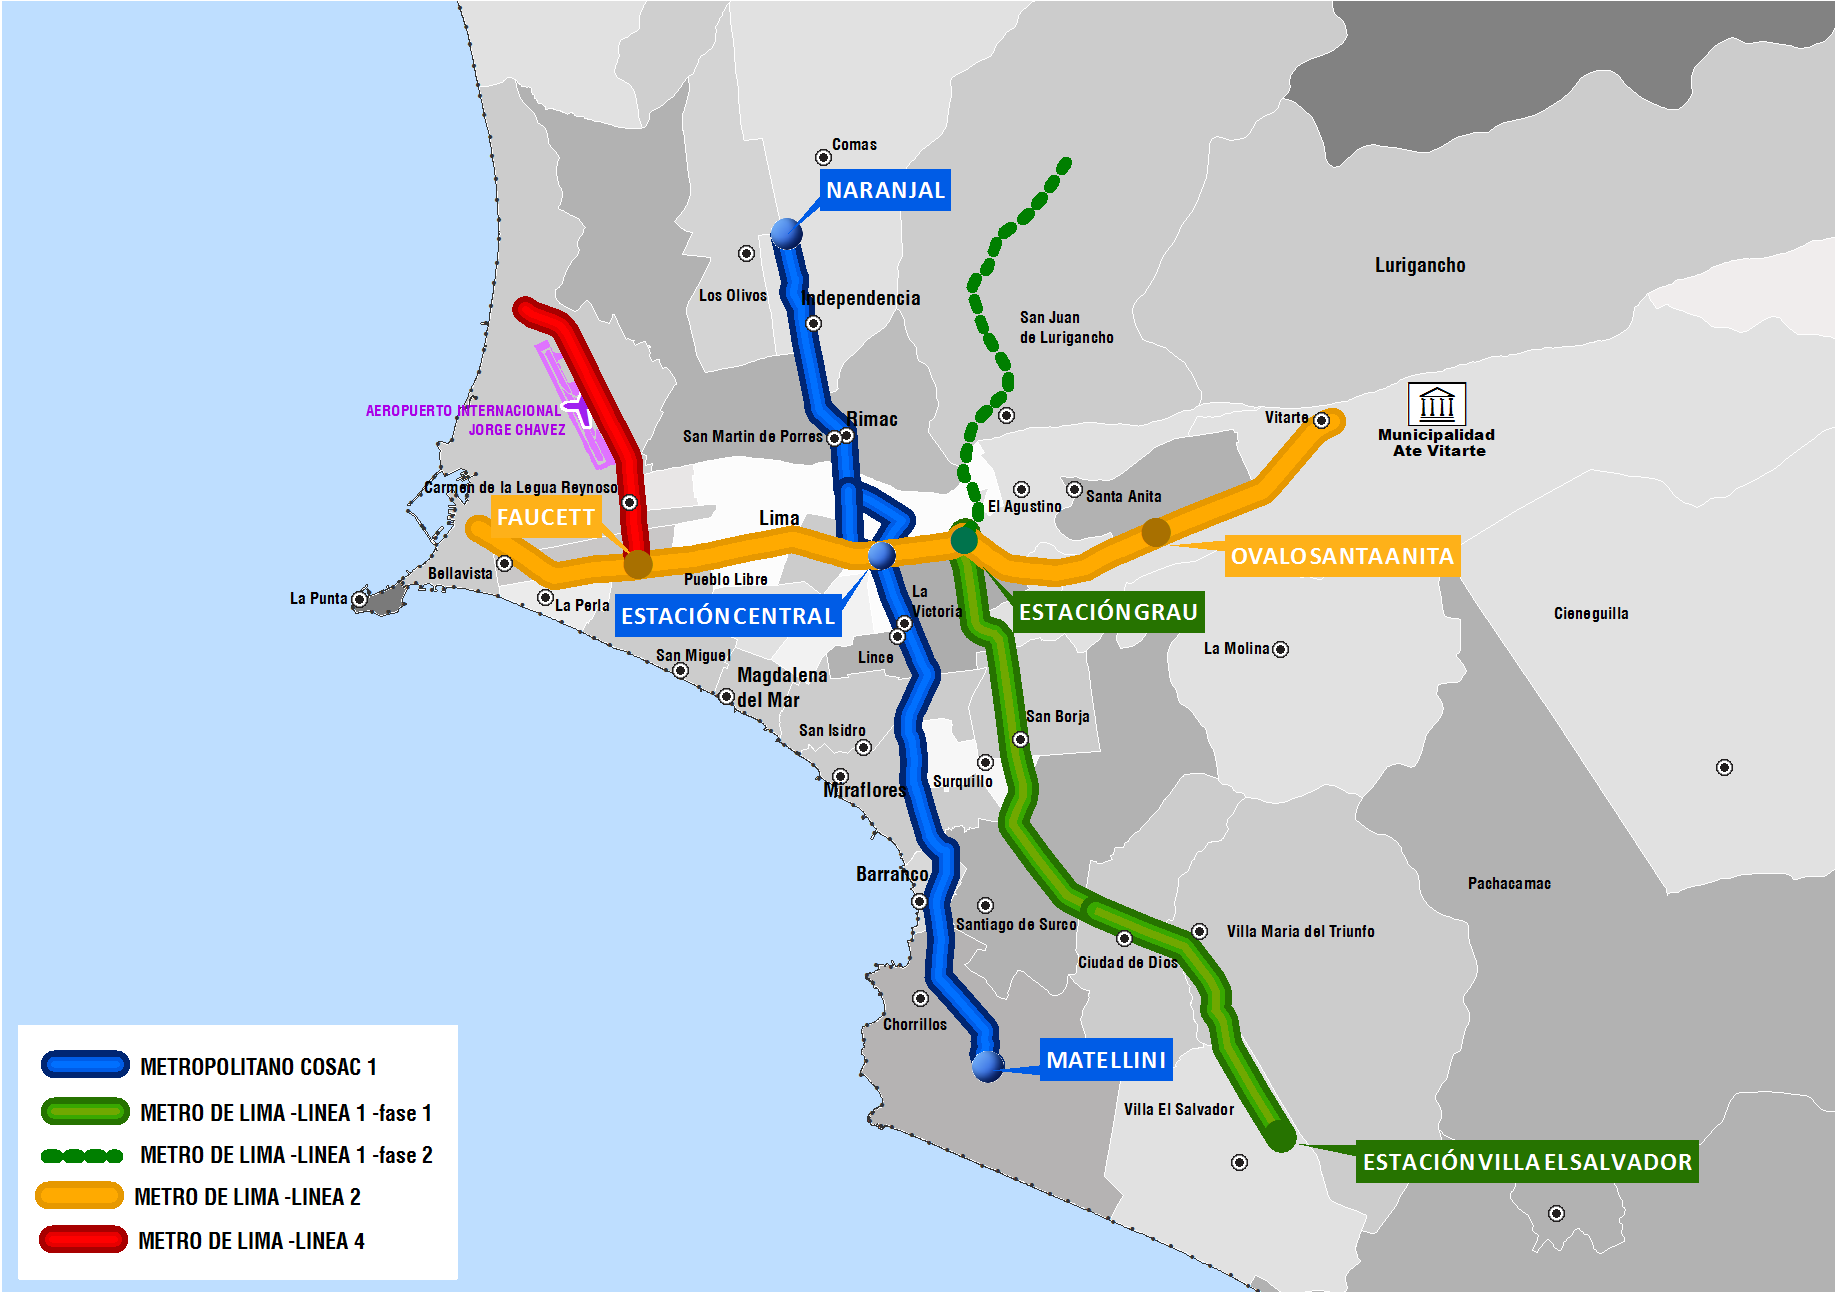 Comas
NARANJAL
Los Olivos
Independencia
Lurigancho
San Juan
de Lurigancho
AEROPUERTO INTERNACIONAL
JORGE CHAVEZ
San Martin de Porres
Rimac
Vitarte
Municipalidad
Ate Vitarte
Carmen de la Legua Reynoso
FAUCETT
Lima
El Agustino
Santa Anita
OVALO SANTA ANITA
Bellavista
Pueblo Libre
La Punta
La Perla
ESTACIÓN CENTRAL
La
Victoria
ESTACIÓN GRAU
Cieneguilla
San Miguel
Lince
La Molina
Magdalena
del Mar
San Borja
San Isidro
Surquillo
Miraflores
Barranco
Pachacamac
Santiago de Surco
Villa Maria del Triunfo
Ciudad de Dios
Chorrillos
MATELLINI
Villa El Salvador
ESTACIÓN VILLA EL SALVADOR
METROPOLITANO COSAC 1
METRO DE LIMA -LINEA 1 -fase 1
METRO DE LIMA -LINEA 1 -fase 2
METRO DE LIMA -LINEA 2
METRO DE LIMA -LINEA 4